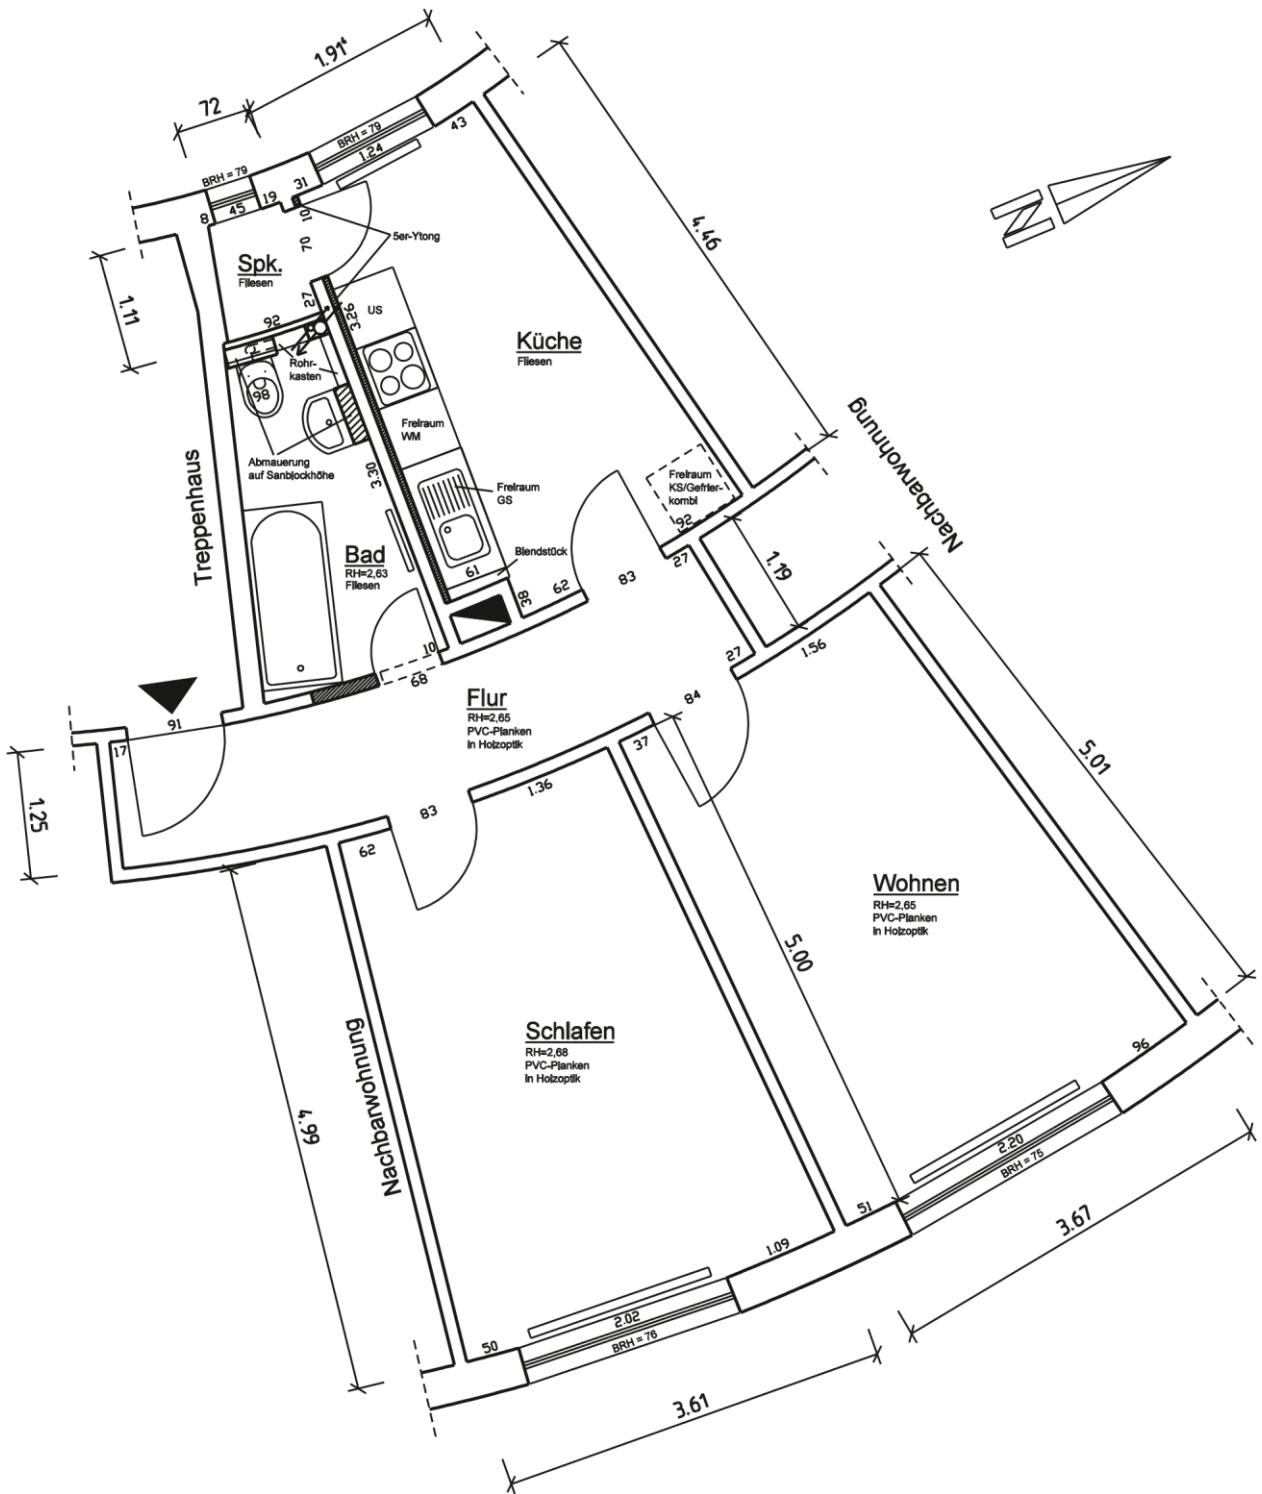 1.91⁴
72
BRH = 79
1.24
43
BRH = 79
8
45
19
31
10
70
5er-Ytong
4.46
N
Spk.
Fliesen
1.11
27
92
3.26
US
Küche
Fliesen
Rohr-
kasten
98
Freiraum
WM
Abmauerung
auf Sanblockhöhe
3.30
Freiraum
GS
Freiraum
KS/Gefrier-
kombi
92
Nachbarwohnung
Treppenhaus
Bad
RH=2,63
Fliesen
Blendstück
61
38
62
83
27
1.19
10
68
27
1.56
84
Flur
RH=2,65
PVC-Planken
in Holzoptik
91
17
37
1.36
83
62
1.25
5.01
Wohnen
RH=2,65
PVC-Planken
in Holzoptik
5.00
Schlafen
RH=2,68
PVC-Planken
in Holzoptik
Nachbarwohnung
4.99
96
2.20
BRH = 75
51
3.67
1.09
2.02
BRH = 76
50
3.61